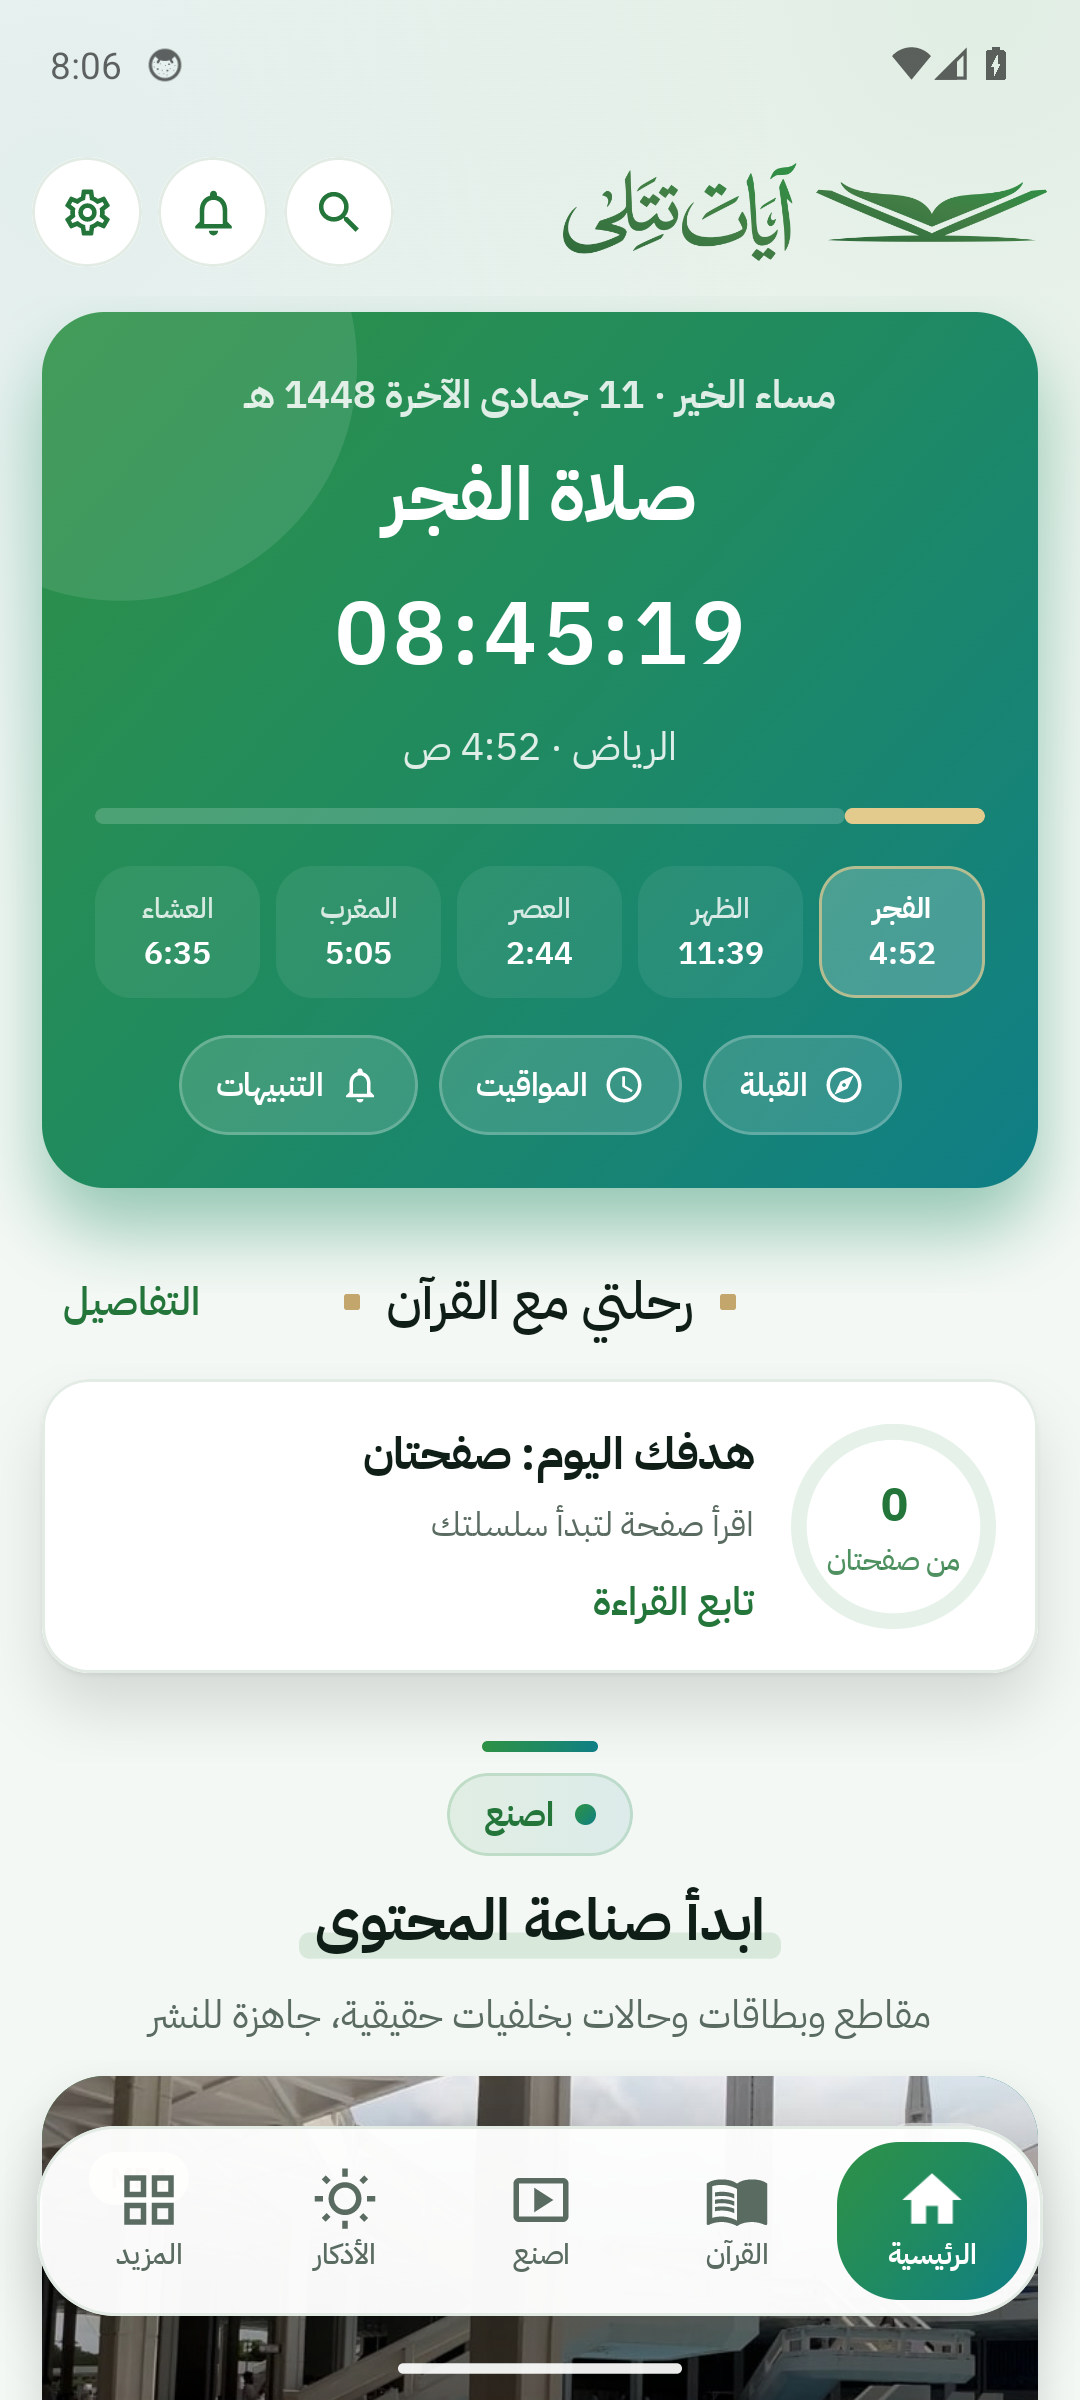 8:06
آيات تتلى
مساء الخير · 11 جمادى الآخرة 1448 هـ
صلاة الفجر
08:45:19
الرياض · 4:52 ص
الفجر الظهر العصر المغرب العشاء
4:52 11:39 2:44 5:05 6:35
القبلة المواقيت التنبيهات
رحلتي مع القرآن التفاصيل
هدفك اليوم: صفحتان
0
من صفحتان
اقرأ صفحة لتبدأ سلسلتك
تابع القراءة
اصنع
ابدأ صناعة المحتوى
مقاطع وبطاقات وحالات بخلفيات حقيقية، جاهزة للنشر
الرئيسية القرآن اصنع الأذكار المزيد